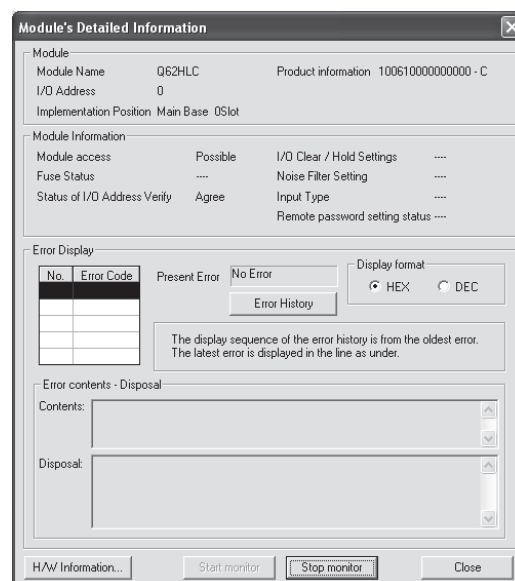 Module's Detailed Information
Module
Module Name Q62HLC Product information 100610000000000 - C
I/O Address 0
Implementation Position Main Base 0Slot
Module Information
Module access Possible I/O Clear / Hold Settings ----
Fuse Status ---- Noise Filter Setting ----
Status of I/O Address Verify Agree Input Type ----
Remote password setting status ----
Error Display
No. Error Code Present Error No Error Display format
HEX DEC
Error History
The display sequence of the error history is from the oldest error.
The latest error is displayed in the line as under.
Error contents - Disposal
Contents:
Disposal:
H/W Information... Start monitor Stop monitor Close